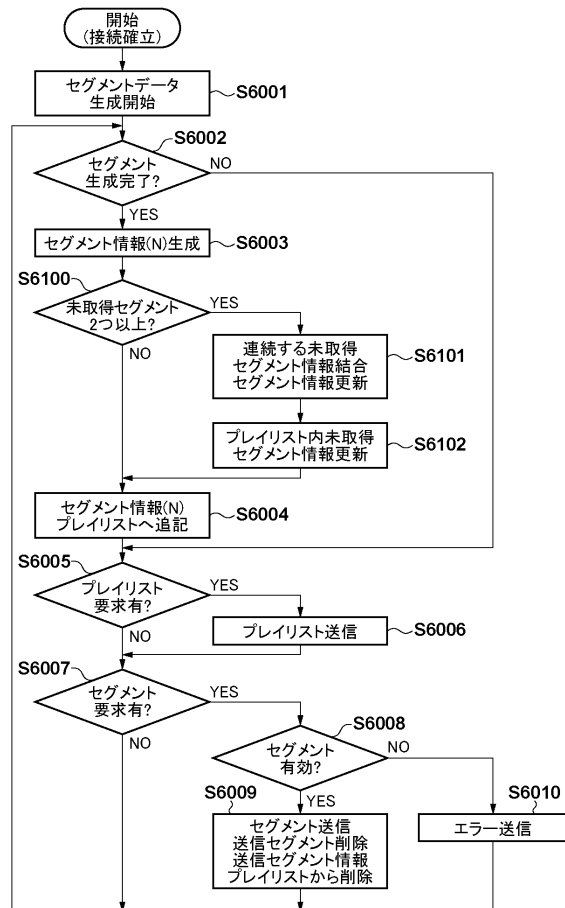 開始
(接続確立)
セグメントデータ
生成開始
S6001
S6002
セグメント
生成完了?
NO
YES
セグメント情報(N)生成
S6003
S6100
未取得セグメント
2つ以上?
YES
NO
連続する未取得
セグメント情報結合
セグメント情報更新
S6101
プレイリスト内未取得
セグメント情報更新
S6102
セグメント情報(N)
プレイリストへ追記
S6004
S6005
プレイリスト
要求有?
YES
NO
プレイリスト送信
S6006
S6007
セグメント
要求有?
YES
NO
S6008
セグメント
有効?
NO
YES
S6009
セグメント送信
送信セグメント削除
送信セグメント情報
プレイリストから削除
S6010
エラー送信